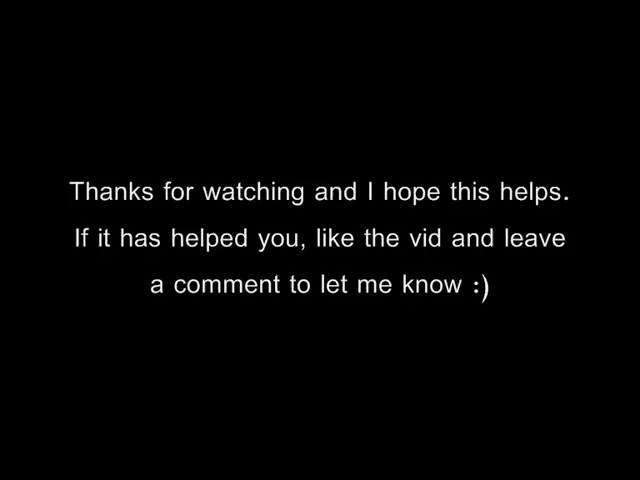 Thanks for watching and I hope this helps.
If it has helped you, like the vid and leave
a comment to let me know :)